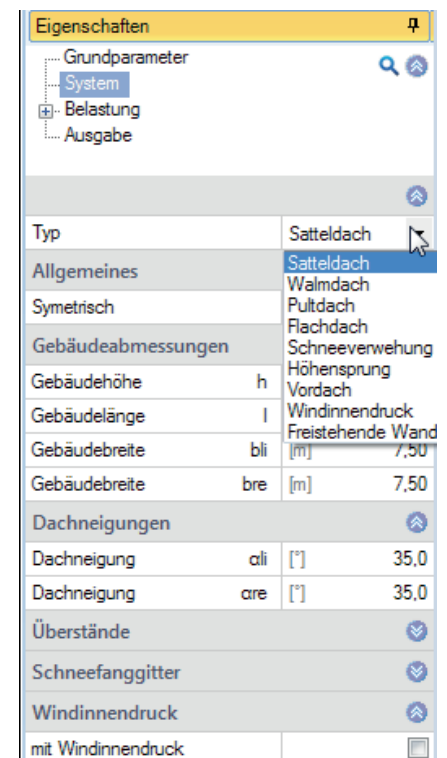 Eigenschaften
Grundparameter
System
Belastung
Ausgabe
Typ Satteldach
Allgemeines
Satteldach
Walmdach
Pultdach
Flachdach
Schneeverwehung
Höhensprung
Vordach
Windinnendruck
Freistehende Wand
Symetrisch
Gebäudeabmessungen
Gebäudehöhe h
Gebäudelänge l
Gebäudebreite bli [m] 7,50
Gebäudebreite bre [m] 7,50
Dachneigungen
Dachneigung αli [°] 35,0
Dachneigung αre [°] 35,0
Überstände
Schneefanggitter
Windinnendruck
mit Windinnendruck